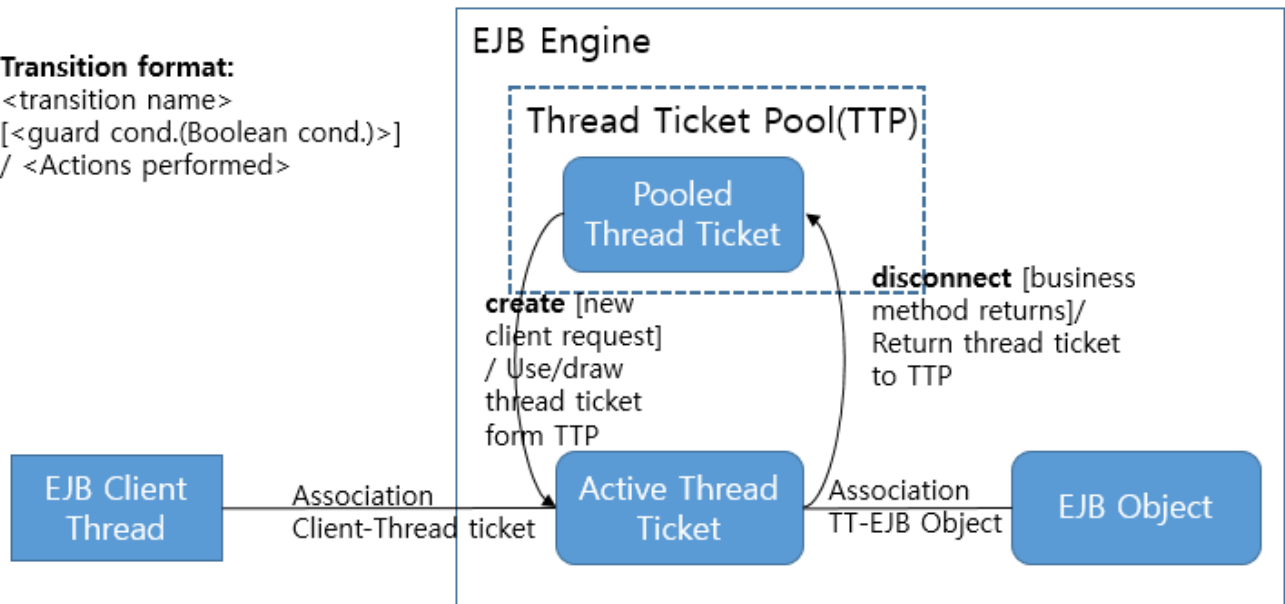 EJB Engine
Transition format:
<transition name>
[<guard cond.(Boolean cond.)>]
/ <Actions performed>
Thread Ticket Pool(TTP)
Pooled
Thread Ticket
create [new
client request]
/ Use/draw
thread ticket
form TTP
disconnect [business
method returns]/
Return thread ticket
to TTP
EJB Client
Thread
Association
Client-Thread ticket
Active Thread
Ticket
Association
TT-EJB Object
EJB Object